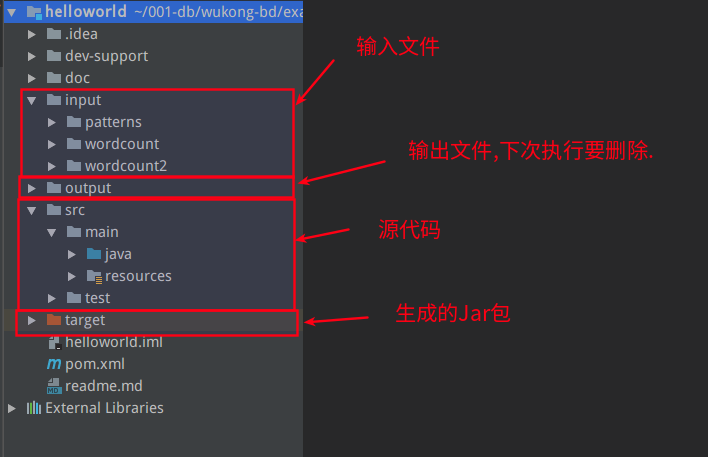 helloworld ~/001-db/wukong-bd/exa
.idea
dev-support
doc
input
patterns
wordcount
wordcount2
output
src
main
java
resources
test
target
helloworld.iml
pom.xml
readme.md
External Libraries
输入文件
输出文件,下次执行要删除.
源代码
生成的Jar包